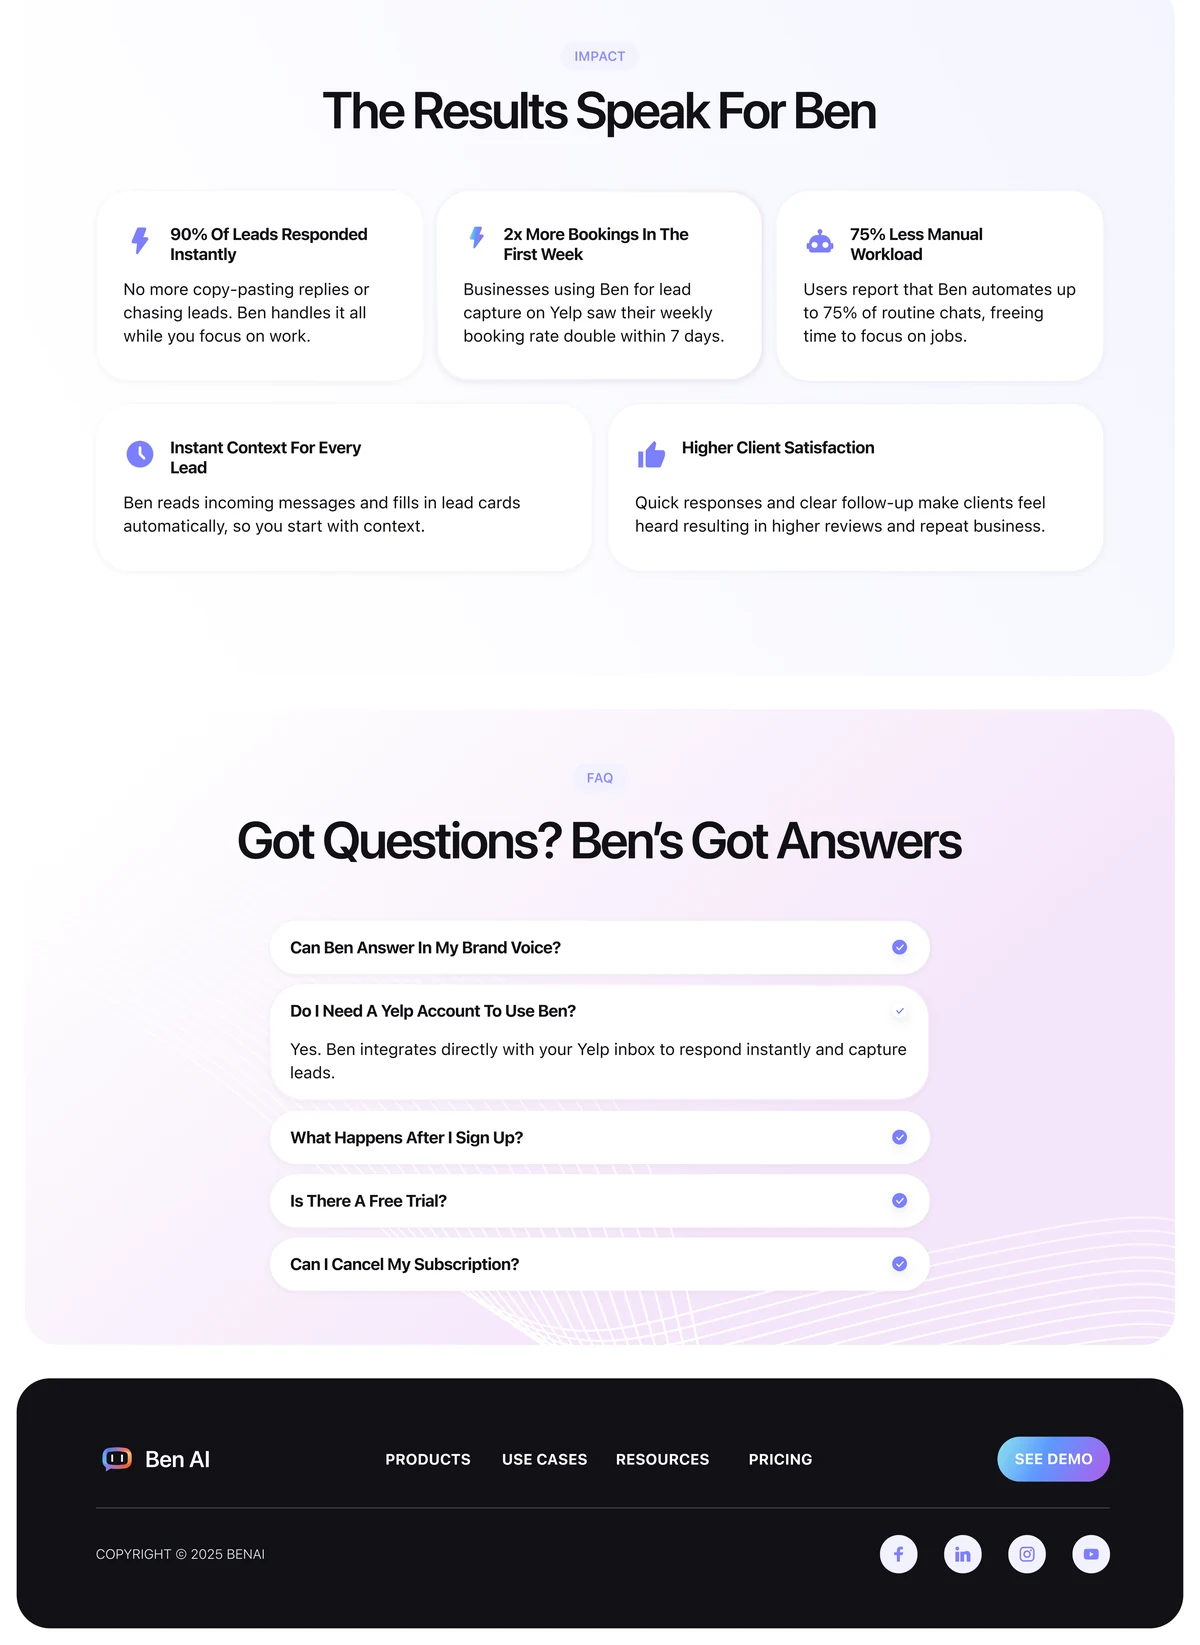 IMPACT
The Results Speak For Ben
90% Of Leads Responded
Instantly
No more copy-pasting replies or
chasing leads. Ben handles it all
while you focus on work.
2x More Bookings In The
First Week
Businesses using Ben for lead
capture on Yelp saw their weekly
booking rate double within 7 days.
75% Less Manual
Workload
Users report that Ben automates up
to 75% of routine chats, freeing
time to focus on jobs.
Instant Context For Every
Lead
Ben reads incoming messages and fills in lead cards
automatically, so you start with context.
Higher Client Satisfaction
Quick responses and clear follow-up make clients feel
heard resulting in higher reviews and repeat business.
FAQ
Got Questions? Ben’s Got Answers
Can Ben Answer In My Brand Voice?
Do I Need A Yelp Account To Use Ben?
Yes. Ben integrates directly with your Yelp inbox to respond instantly and capture
leads.
What Happens After I Sign Up?
Is There A Free Trial?
Can I Cancel My Subscription?
Ben AI
PRODUCTS
USE CASES
RESOURCES
PRICING
SEE DEMO
COPYRIGHT © 2025 BENAI